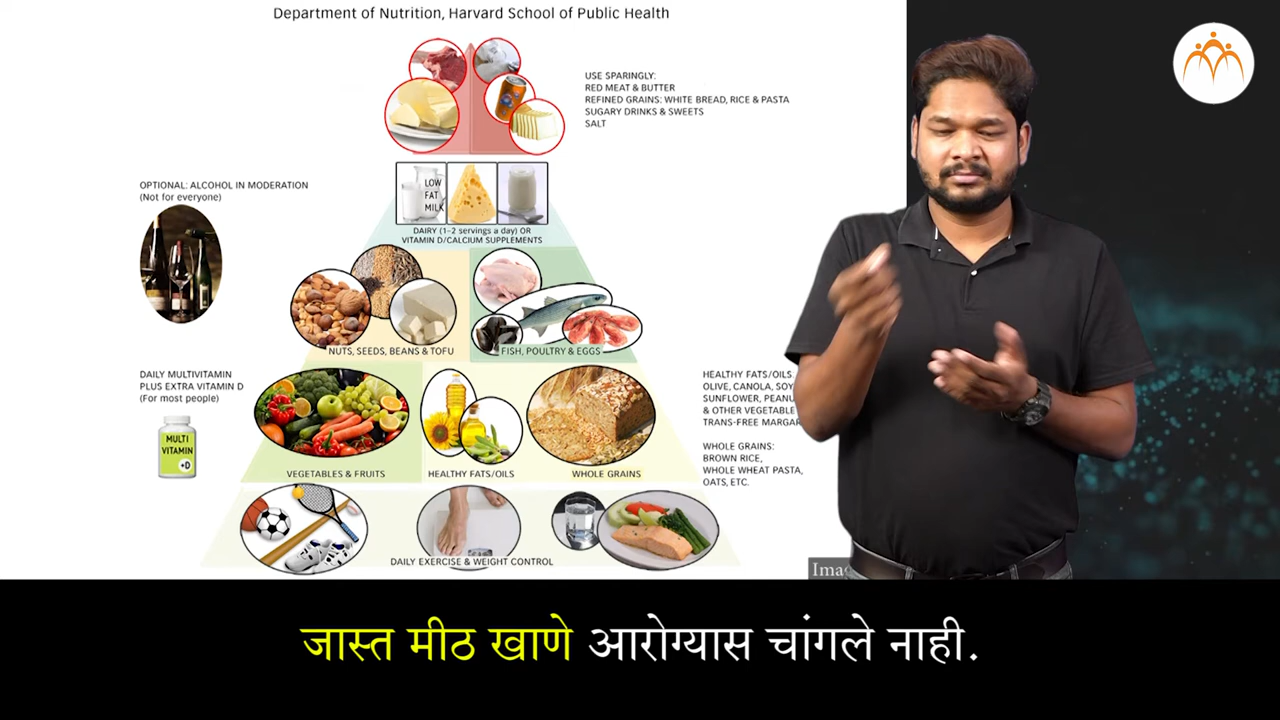 Department of Nutrition, Harvard School of Public Health
USE SPARINGLY:
RED MEAT & BUTTER
REFINED GRAINS: WHITE BREAD, RICE & PASTA
SUGARY DRINKS & SWEETS
SALT
OPTIONAL: ALCOHOL IN MODERATION
(Not for everyone)
LOW
FAT
MILK
DAIRY (1-2 servings a day) OR
VITAMIN D/CALCIUM SUPPLEMENTS
NUTS, SEEDS, BEANS & TOFU
FISH, POULTRY & EGGS
DAILY MULTIVITAMIN
PLUS EXTRA VITAMIN D
(For most people)
MULTI
VITAMIN
+D
HEALTHY FATS/OILS:
OLIVE, CANOLA, SOY
SUNFLOWER, PEANU
& OTHER VEGETABLE
TRANS-FREE MARGAR
WHOLE GRAINS:
BROWN RICE,
WHOLE WHEAT PASTA,
OATS, ETC.
VEGETABLES & FRUITS
HEALTHY FATS/OILS
WHOLE GRAINS
DAILY EXERCISE & WEIGHT CONTROL
Ima
जास्त मीठ खाणे आरोग्यास चांगले नाही.